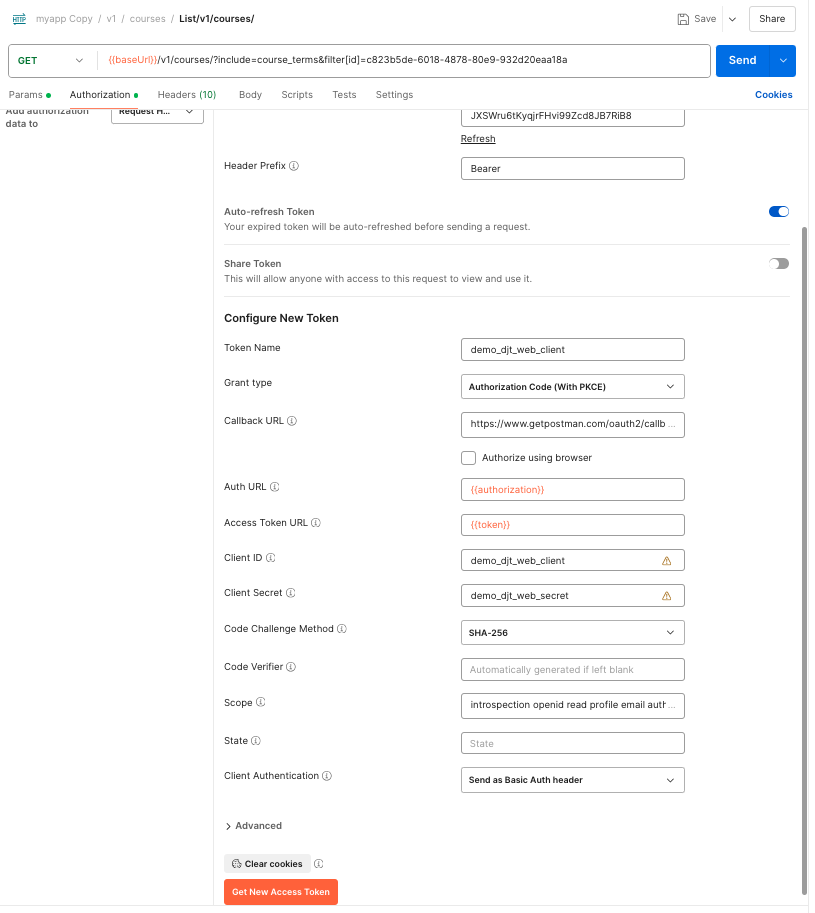 HTTP myapp Copy / v1 / courses / List/v1/courses/ Save Share
GET {{baseUrl}}/v1/courses/?include=course_terms&filter[id]=c823b5de-6018-4878-80e9-932d20eaa18a Send
Params Authorization Headers (10) Body Scripts Tests Settings Cookies
Add authorization data to
Request H...
JXSWru6tKyqjrFHvi99Zcd8JB7RiB8
Refresh
Header Prefix Bearer
Auto-refresh Token
Your expired token will be auto-refreshed before sending a request.
Share Token
This will allow anyone with access to this request to view and use it.
Configure New Token
Token Name demo_djt_web_client
Grant type Authorization Code (With PKCE)
Callback URL https://www.getpostman.com/oauth2/callb ...
Authorize using browser
Auth URL {{authorization}}
Access Token URL {{token}}
Client ID demo_djt_web_client
Client Secret demo_djt_web_secret
Code Challenge Method SHA-256
Code Verifier Automatically generated if left blank
Scope introspection openid read profile email auth ...
State State
Client Authentication Send as Basic Auth header
Advanced
Clear cookies
Get New Access Token